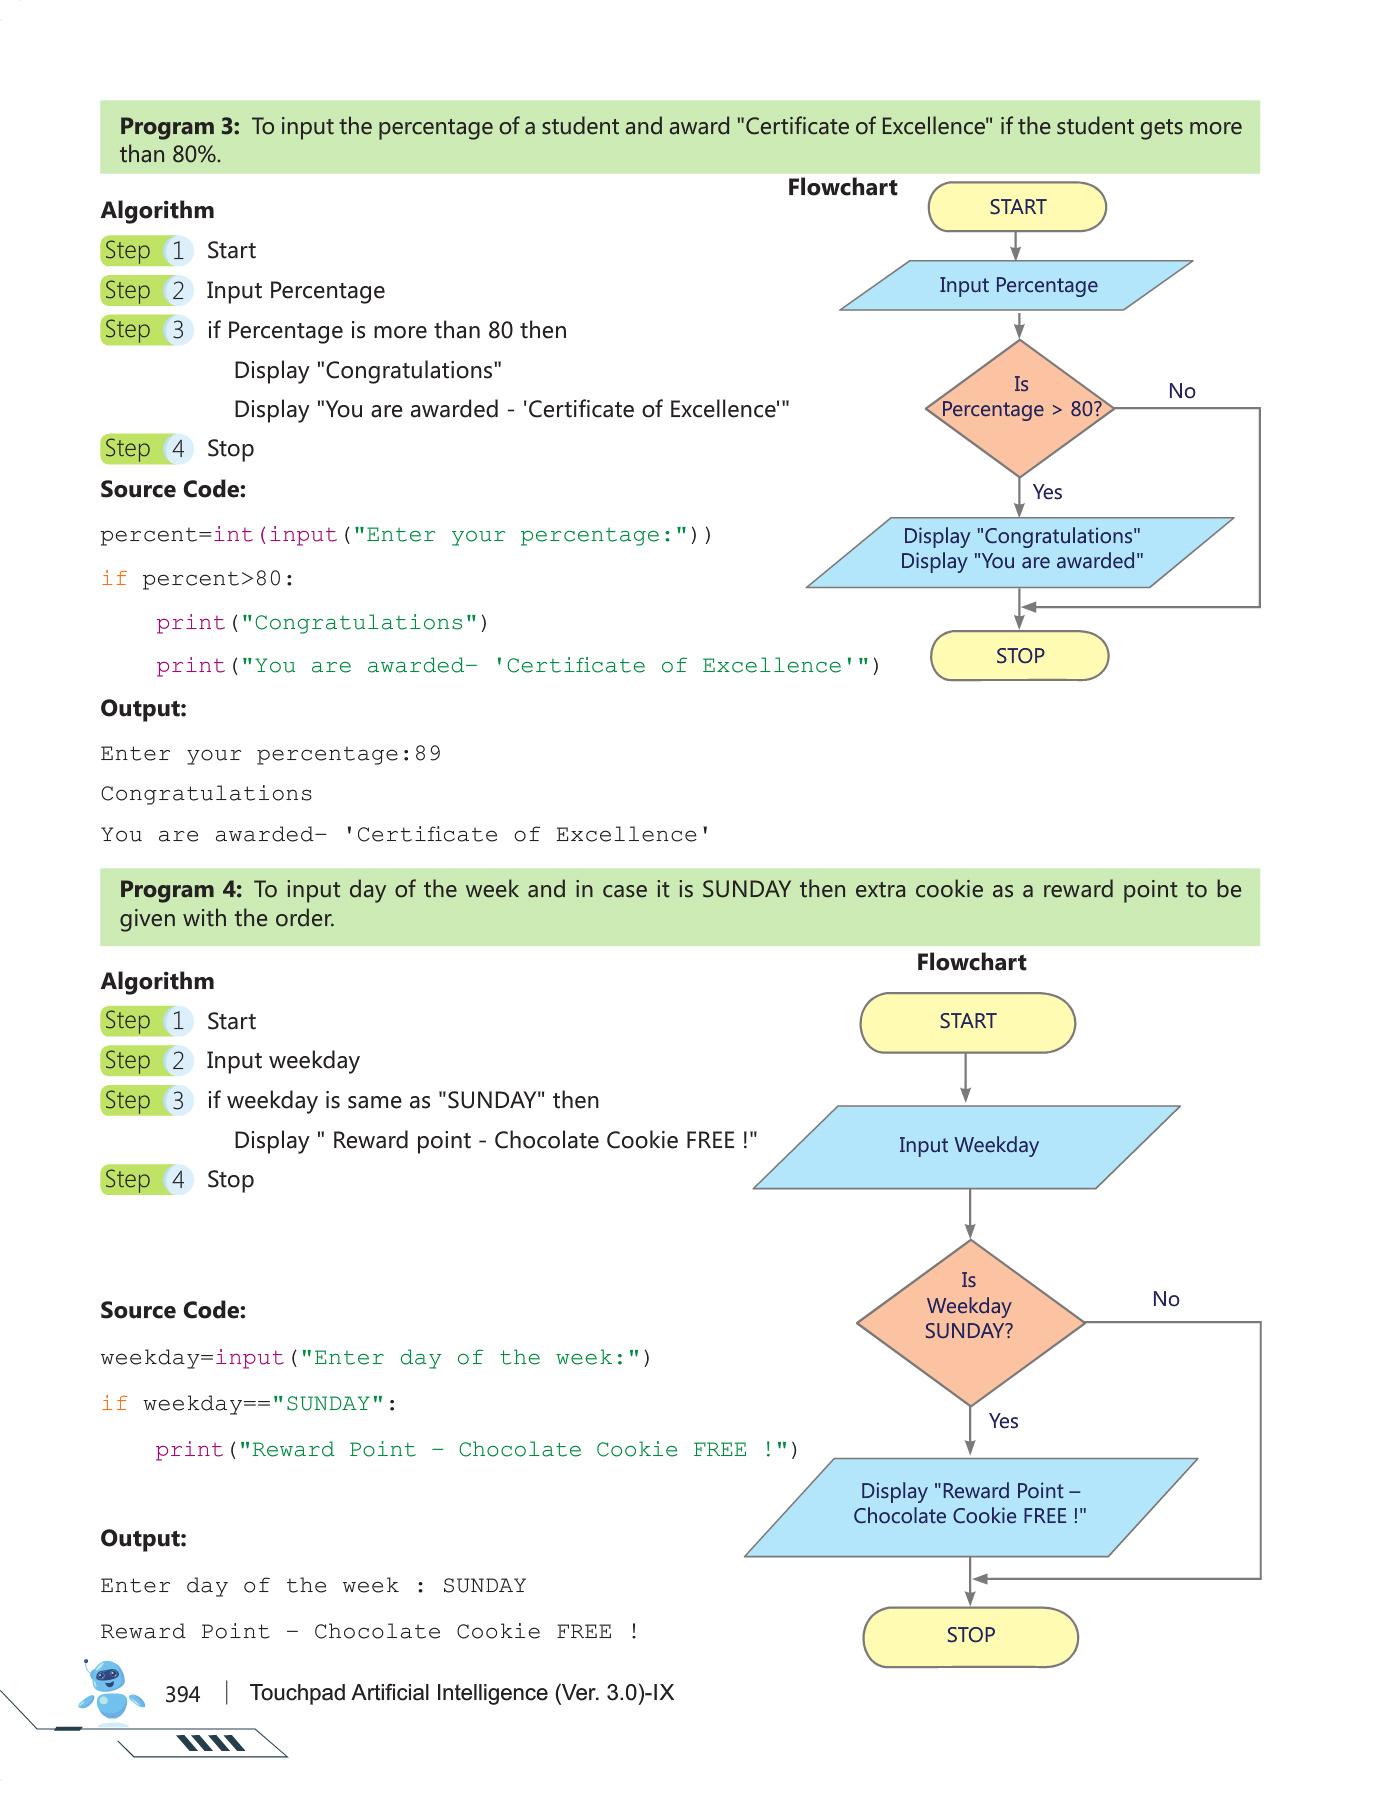 Program 3: To input the percentage of a student and award "Certificate of Excellence" if the student gets more
than 80%.
Algorithm
Step 1 Start
Step 2 Input Percentage
Step 3 if Percentage is more than 80 then
Display "Congratulations"
Display "You are awarded - 'Certificate of Excellence'"
Step 4 Stop
Flowchart
START
Input Percentage
Is
Percentage > 80?
No
Yes
Display "Congratulations"
Display "You are awarded"
STOP
Source Code:
percent=int(input("Enter your percentage:"))
if percent>80:
    print("Congratulations")
    print("You are awarded- 'Certificate of Excellence'")
Output:
Enter your percentage:89
Congratulations
You are awarded- 'Certificate of Excellence'
Program 4: To input day of the week and in case it is SUNDAY then extra cookie as a reward point to be
given with the order.
Algorithm
Step 1 Start
Step 2 Input weekday
Step 3 if weekday is same as "SUNDAY" then
Display " Reward point - Chocolate Cookie FREE !"
Step 4 Stop
Flowchart
START
Input Weekday
Is
Weekday
SUNDAY?
No
Yes
Display "Reward Point –
Chocolate Cookie FREE !"
STOP
Source Code:
weekday=input("Enter day of the week:")
if weekday=="SUNDAY":
    print("Reward Point - Chocolate Cookie FREE !")
Output:
Enter day of the week : SUNDAY
Reward Point - Chocolate Cookie FREE !
394 | Touchpad Artificial Intelligence (Ver. 3.0)-IX